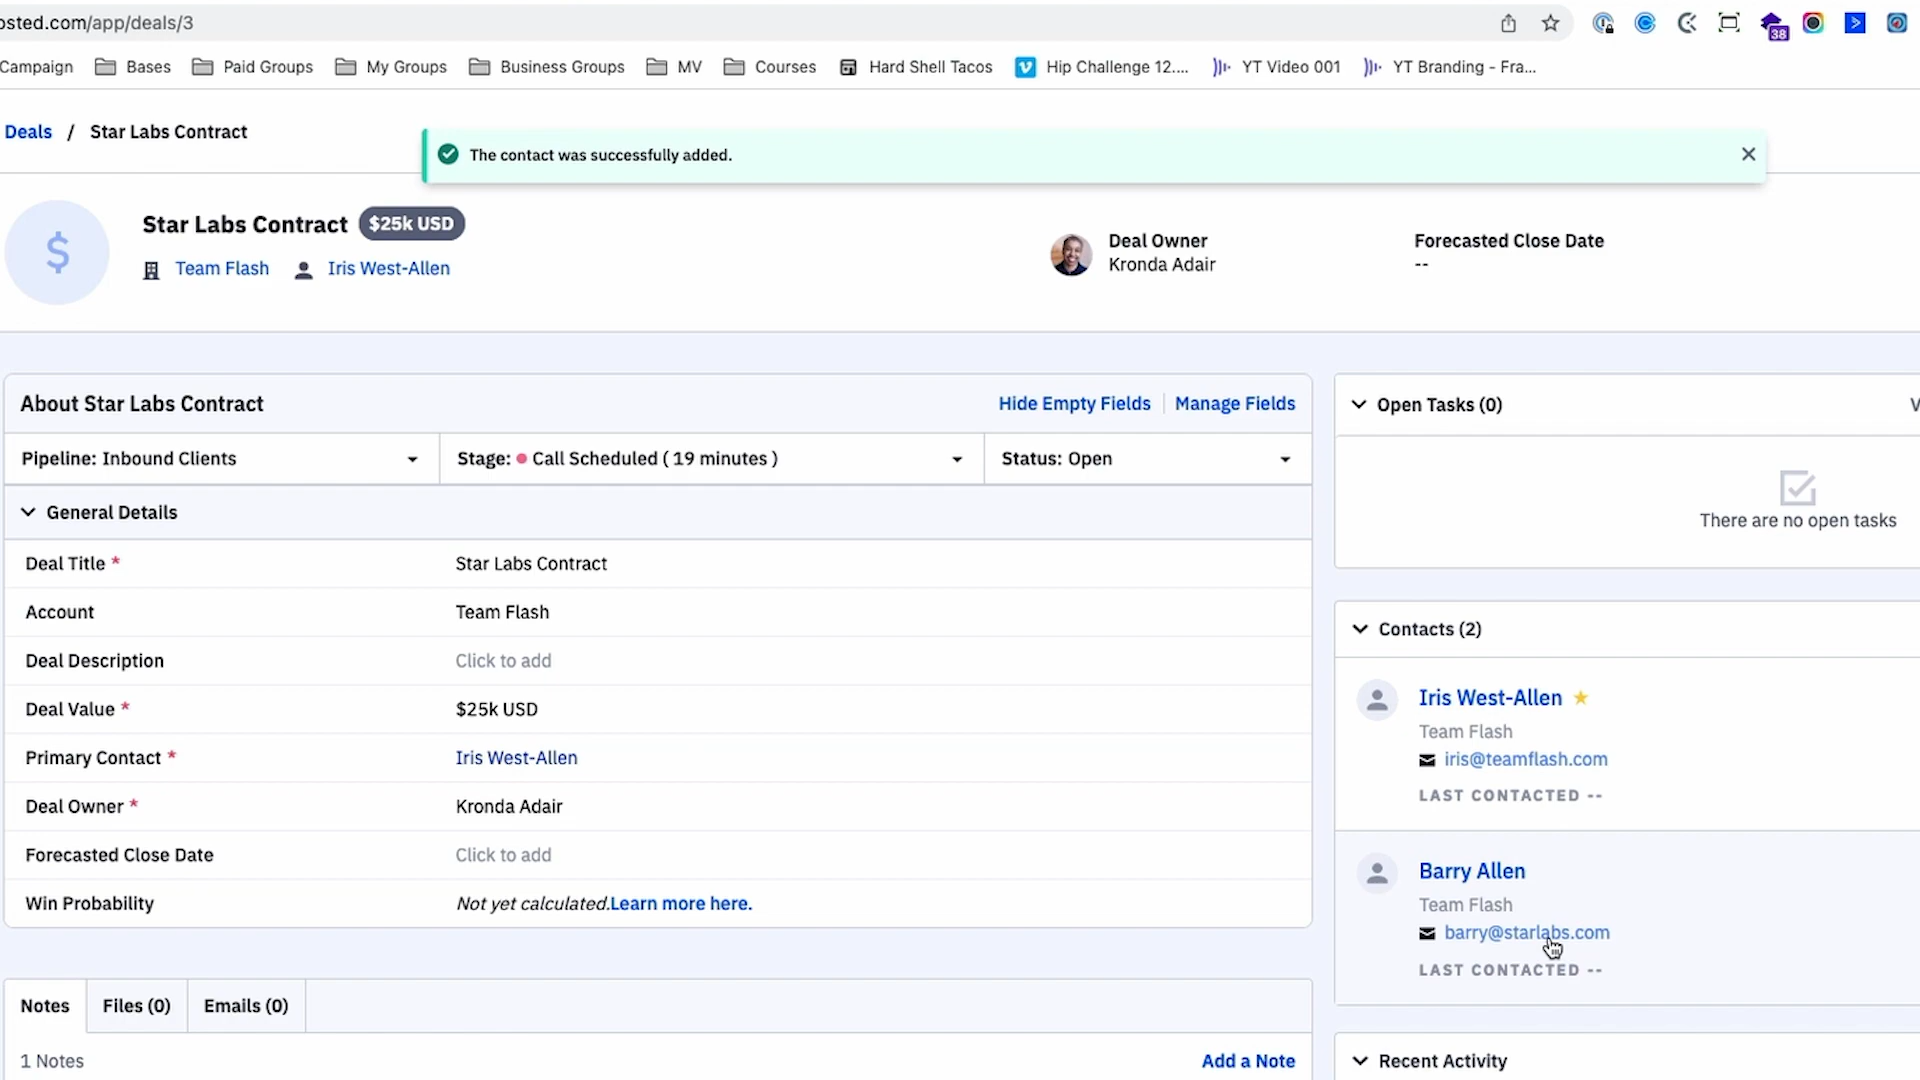 osted.com/app/deals/3
38
Campaign Bases Paid Groups My Groups Business Groups MV Courses Hard Shell Tacos Hip Challenge 12.... YT Video 001 YT Branding - Fra...
Deals / Star Labs Contract
The contact was successfully added.
Star Labs Contract $25k USD
Team Flash Iris West-Allen
Deal Owner
Kronda Adair
Forecasted Close Date
--
About Star Labs Contract
Hide Empty Fields Manage Fields
Pipeline: Inbound Clients Stage: Call Scheduled ( 19 minutes ) Status: Open
General Details
Deal Title * Star Labs Contract
Account Team Flash
Deal Description Click to add
Deal Value * $25k USD
Primary Contact * Iris West-Allen
Deal Owner * Kronda Adair
Forecasted Close Date Click to add
Win Probability Not yet calculated.Learn more here.
Notes Files (0) Emails (0)
1 Notes Add a Note
Open Tasks (0)
There are no open tasks
Contacts (2)
Iris West-Allen
Team Flash
iris@teamflash.com
LAST CONTACTED --
Barry Allen
Team Flash
barry@starlabs.com
LAST CONTACTED --
Recent Activity